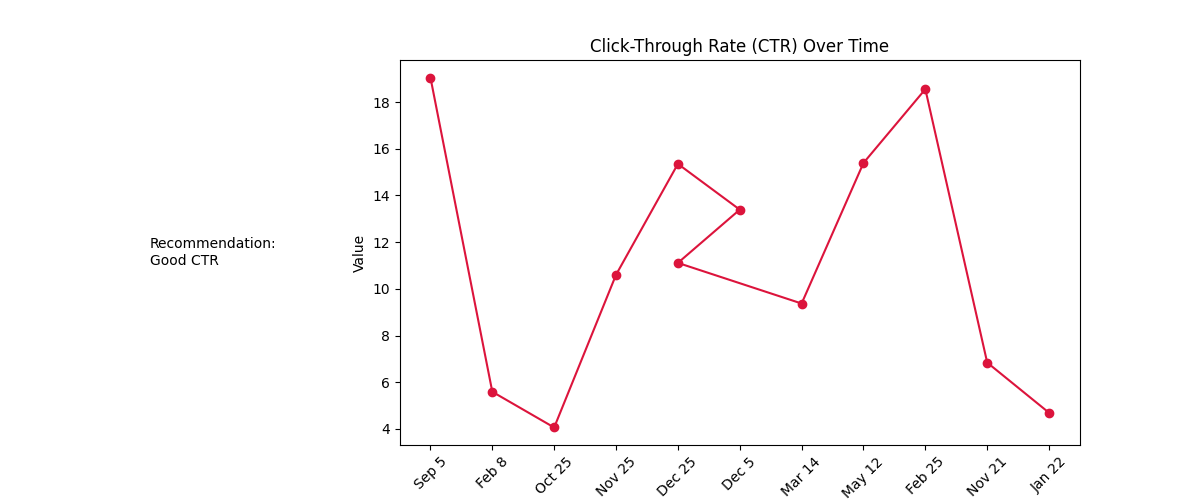 Click-Through Rate (CTR) Over Time
Recommendation:
Good CTR
Value
18
16
14
12
10
8
6
4
Sep 5
Feb 8
Oct 25
Nov 25
Dec 25
Dec 5
Mar 14
May 12
Feb 25
Nov 21
Jan 22